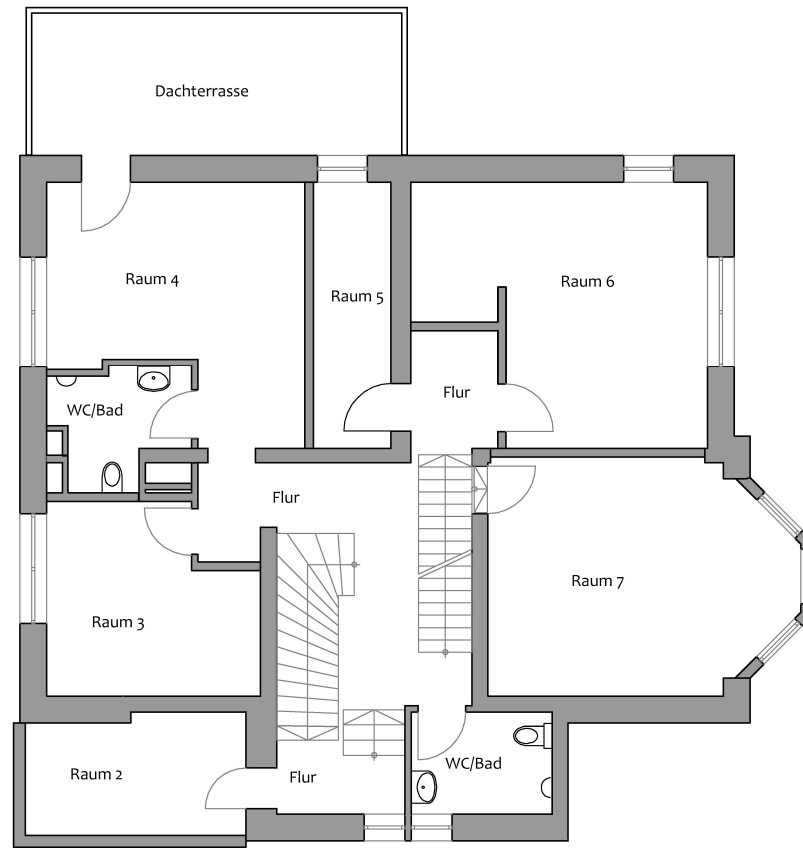 Dachterrasse
Raum 4
Raum 5
Raum 6
Flur
WC/Bad
Flur
Raum 7
Raum 3
WC/Bad
Raum 2
Flur